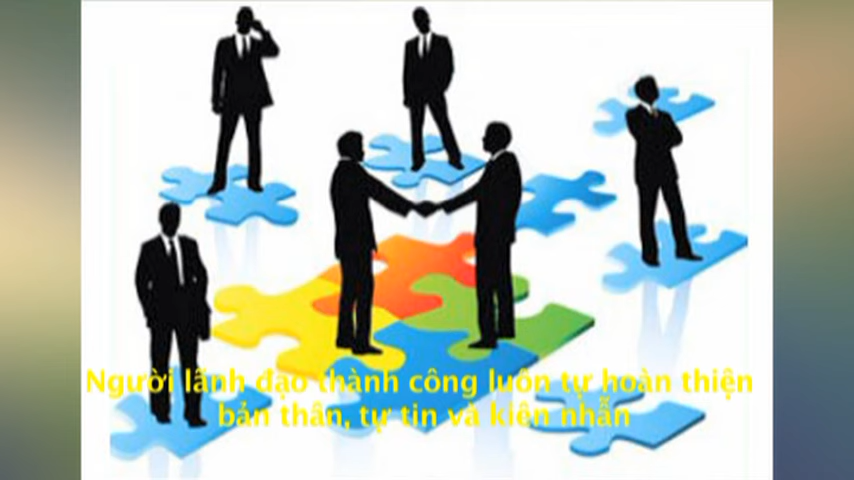 Người lãnh đạo thành công luôn tự hoàn thiện
bản thân, tự tin và kiên nhẫn